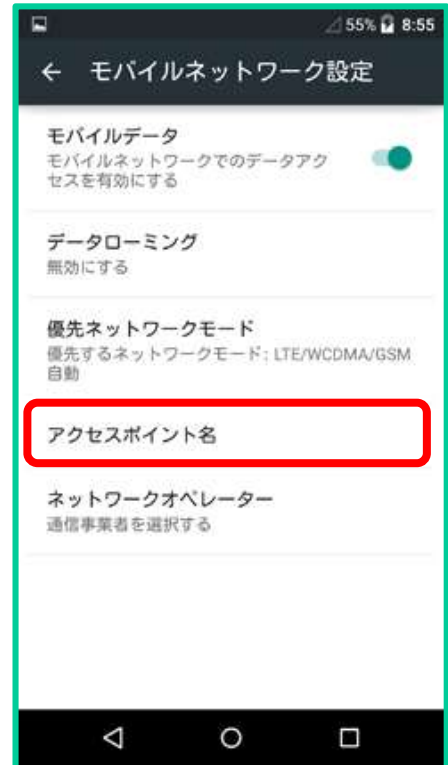 55% 8:55
モバイルネットワーク設定
モバイルデータ
モバイルネットワークでのデータアク
セスを有効にする
データローミング
無効にする
優先ネットワークモード
優先するネットワークモード: LTE/WCDMA/GSM
自動
アクセスポイント名
ネットワークオペレーター
通信事業者を選択する